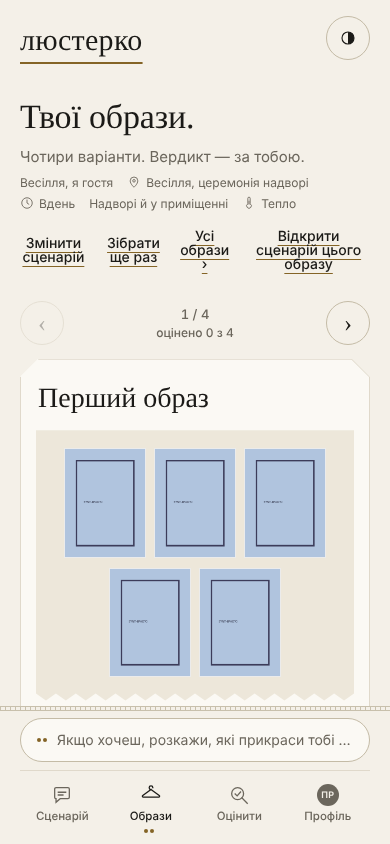 люстерко
Твої образи.
Чотири варіанти. Вердикт — за тобою.
Весілля, я гостя Весілля, церемонія надворі
Вдень Надворі й у приміщенні Тепло
Змінити сценарій
Зібрати ще раз
Усі образи ›
Відкрити сценарій цього образу
‹ 1 / 4 ›
оцінено 0 з 4
Перший образ
Якщо хочеш, розкажи, які прикраси тобі ...
ПР
Сценарій Образи Оцінити Профіль